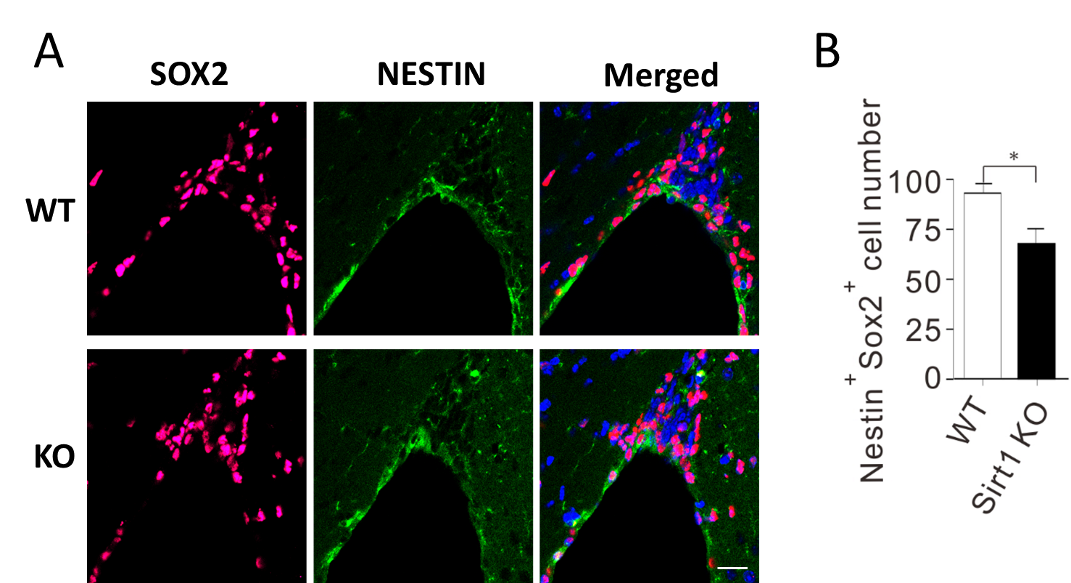 A
B
SOX2
NESTIN
Merged
WT
KO
Nestin⁺Sox2⁺ cell number
100
75
50
25
0
*
WT
Sirt1 KO